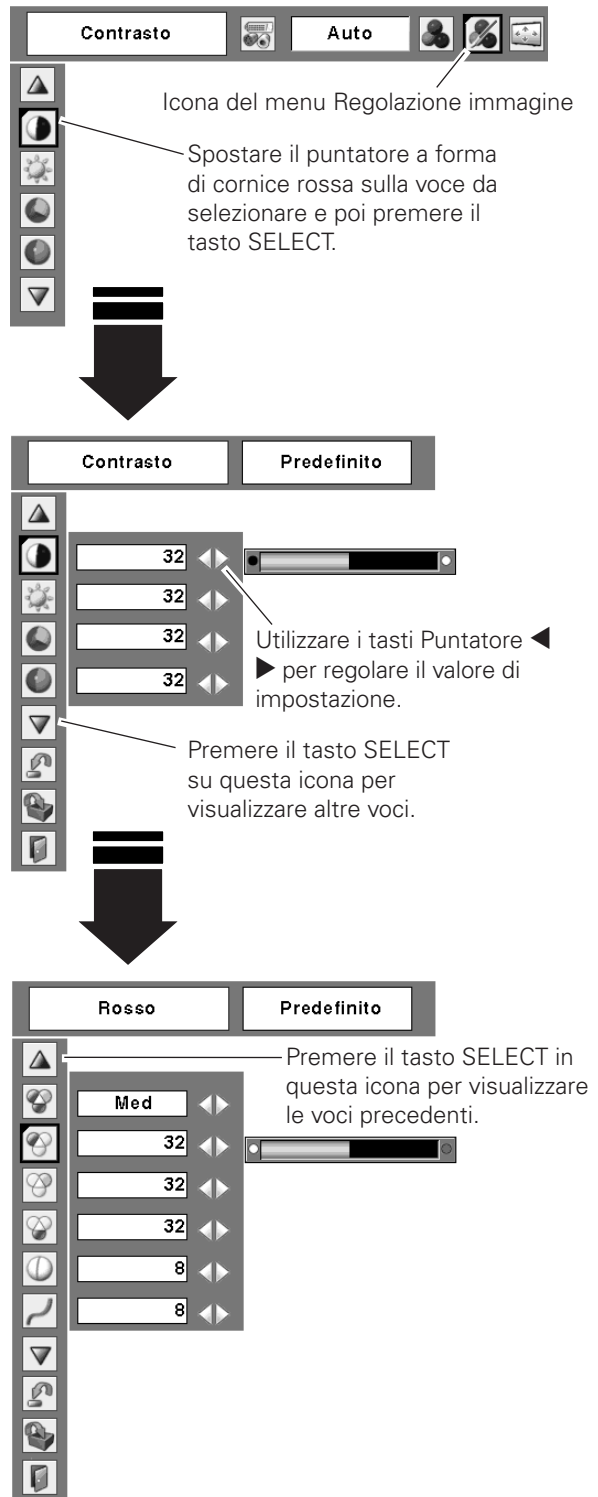 Contrasto
Auto
Icona del menu Regolazione immagine
Spostare il puntatore a forma
di cornice rossa sulla voce da
selezionare e poi premere il
tasto SELECT.
Contrasto
Predefinito
32
32
32
32
Utilizzare i tasti Puntatore ◀
▶ per regolare il valore di
impostazione.
Premere il tasto SELECT
su questa icona per
visualizzare altre voci.
Rosso
Predefinito
Premere il tasto SELECT in
questa icona per visualizzare
le voci precedenti.
Med
32
32
32
8
8